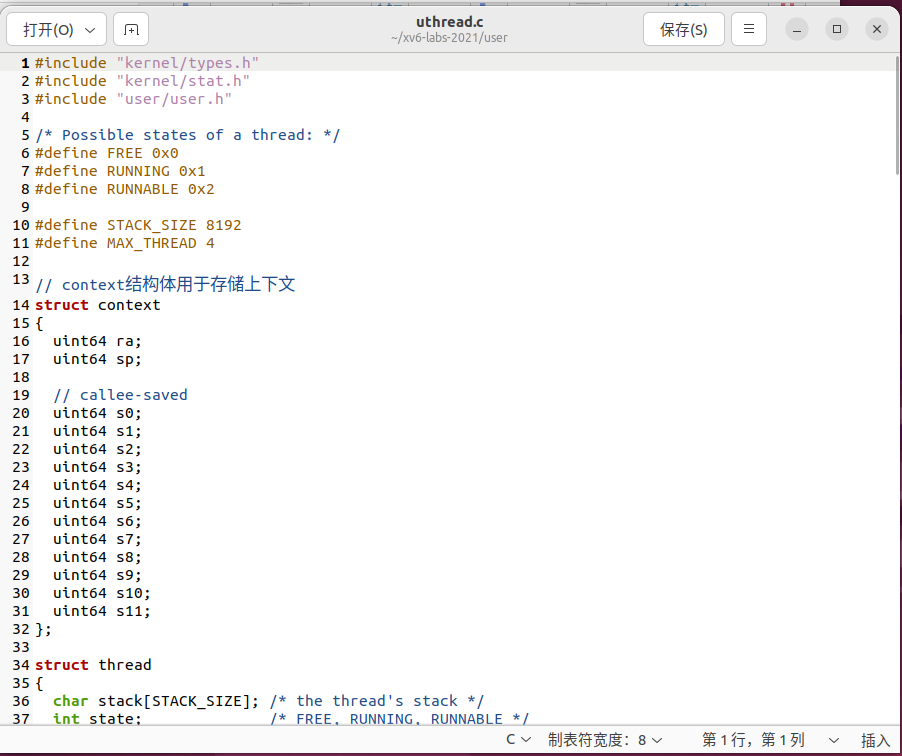 打开(O)
uthread.c
~/xv6-labs-2021/user
保存(S)
1 #include "kernel/types.h"
2 #include "kernel/stat.h"
3 #include "user/user.h"
4
5 /* Possible states of a thread: */
6 #define FREE 0x0
7 #define RUNNING 0x1
8 #define RUNNABLE 0x2
9
10 #define STACK_SIZE 8192
11 #define MAX_THREAD 4
12
13 // context结构体用于存储上下文
14 struct context
15 {
16   uint64 ra;
17   uint64 sp;
18
19   // callee-saved
20   uint64 s0;
21   uint64 s1;
22   uint64 s2;
23   uint64 s3;
24   uint64 s4;
25   uint64 s5;
26   uint64 s6;
27   uint64 s7;
28   uint64 s8;
29   uint64 s9;
30   uint64 s10;
31   uint64 s11;
32 };
33
34 struct thread
35 {
36   char stack[STACK_SIZE]; /* the thread's stack */
37   int state;              /* FREE, RUNNING, RUNNABLE */
C 制表符宽度：8 第 1 行，第 1 列 插入